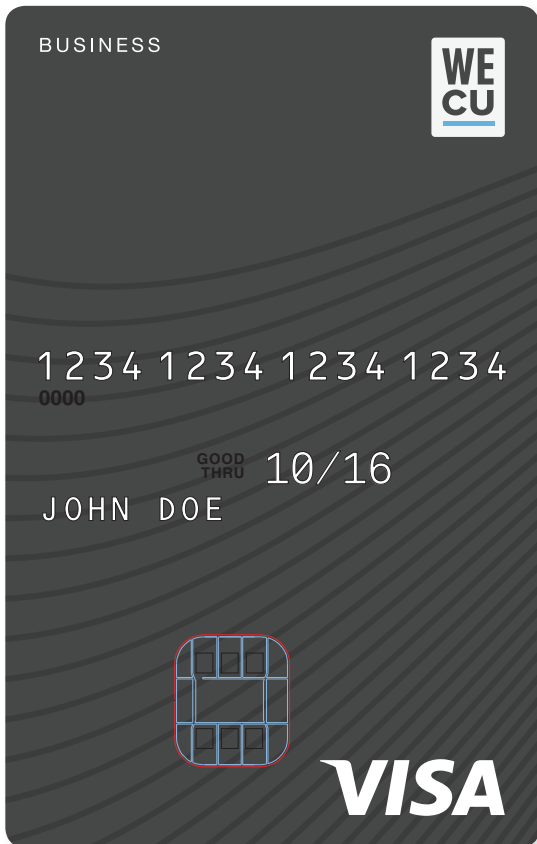 BUSINESS
WE
CU
1234 1234 1234 1234
0000
GOOD
THRU
10/16
JOHN DOE
VISA